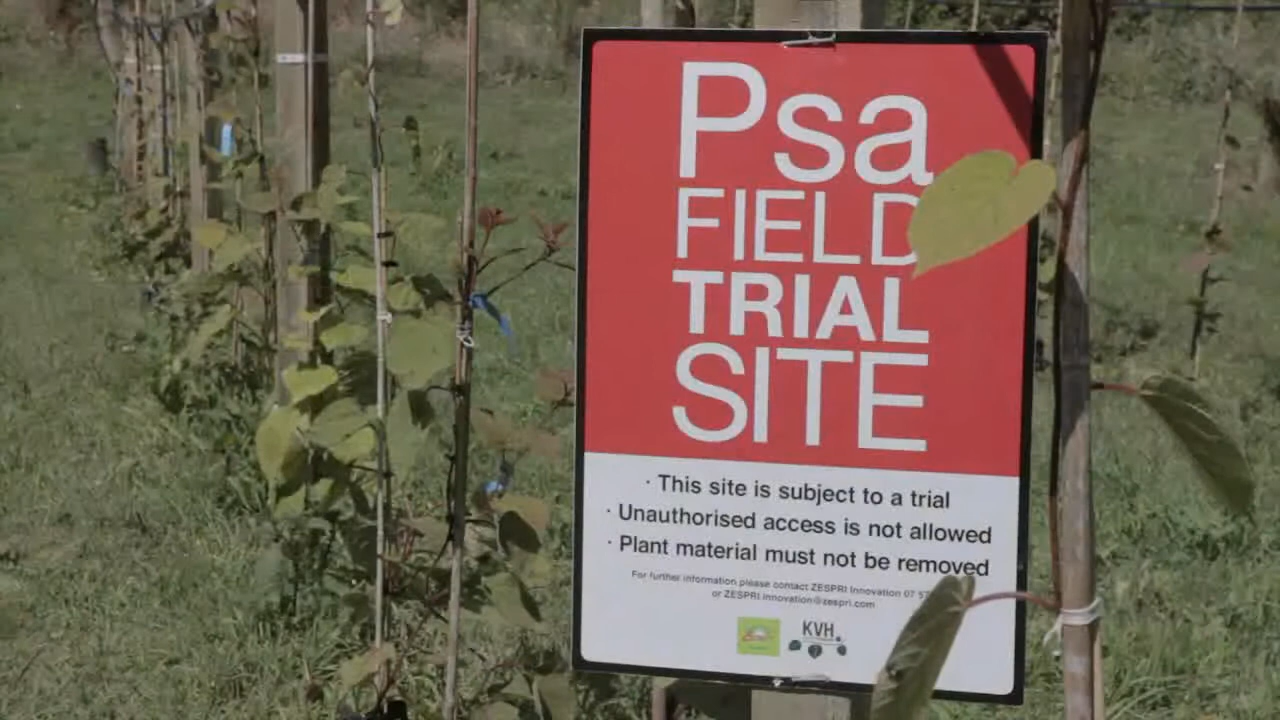 Psa
FIELD
TRIAL
SITE
· This site is subject to a trial
· Unauthorised access is not allowed
· Plant material must not be removed
For further information please contact ZESPRI Innovation 07
or ZESPRI innovation@zespri.com
KVH